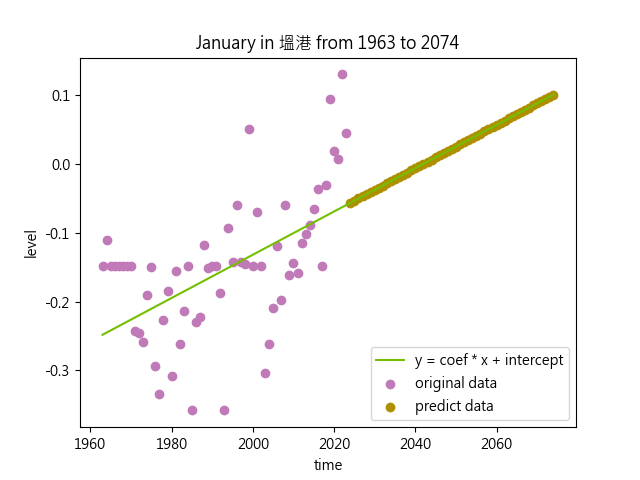 January in 塭港 from 1963 to 2074
0.1
0.0
-0.1
-0.2
-0.3
level
1960
1980
2000
2020
2040
2060
time
y = coef * x + intercept
original data
predict data